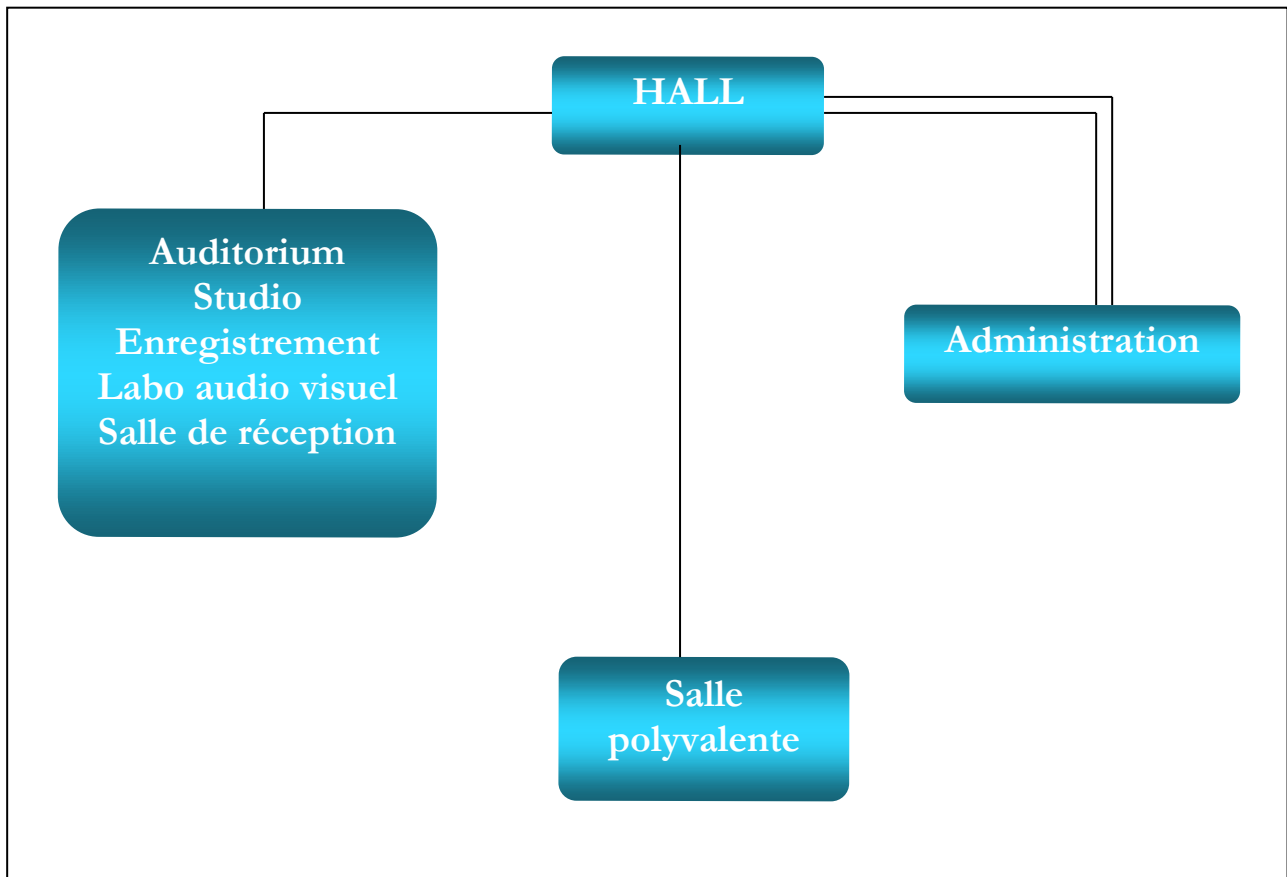 HALL
Auditorium
Studio
Enregistrement
Labo audio visuel
Salle de réception
Administration
Salle
polyvalente